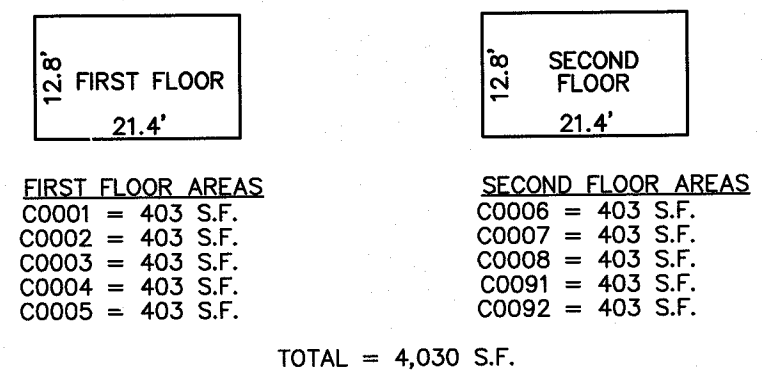 12.8'
FIRST FLOOR
21.4'
12.8'
SECOND
FLOOR
21.4'
FIRST FLOOR AREAS
C0001 = 403 S.F.
C0002 = 403 S.F.
C0003 = 403 S.F.
C0004 = 403 S.F.
C0005 = 403 S.F.
SECOND FLOOR AREAS
C0006 = 403 S.F.
C0007 = 403 S.F.
C0008 = 403 S.F.
C0091 = 403 S.F.
C0092 = 403 S.F.
TOTAL = 4,030 S.F.